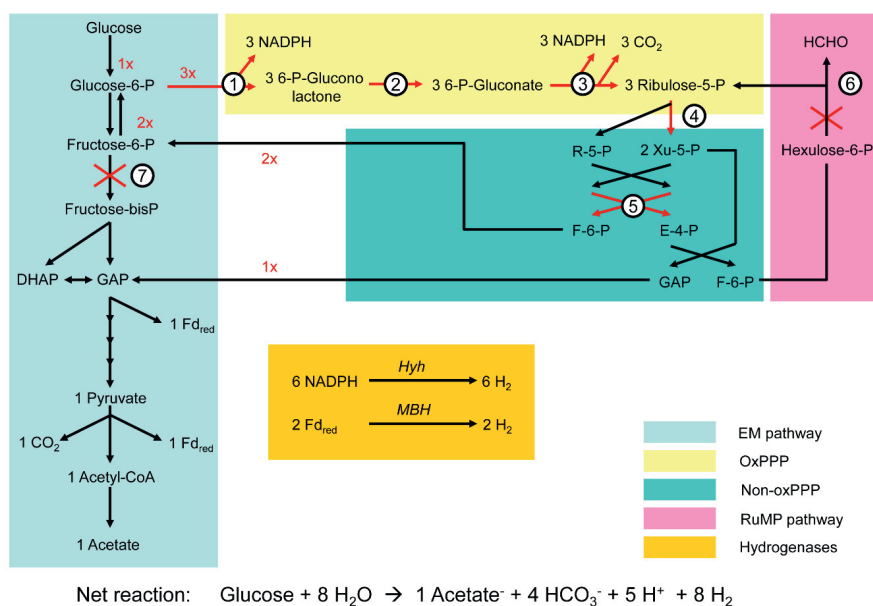 Glucose
1x
Glucose-6-P
2x
Fructose-6-P
7
Fructose-bisP
DHAP
GAP
1 Fdred
1 Pyruvate
1 CO2
1 Fdred
1 Acetyl-CoA
1 Acetate
3x
3 NADPH
1
3 6-P-Glucono
lactone
2
3 6-P-Gluconate
3 NADPH
3 CO2
3
3 Ribulose-5-P
4
HCHO
6
Hexulose-6-P
2x
R-5-P
2 Xu-5-P
5
F-6-P
E-4-P
1x
GAP
F-6-P
6 NADPH
Hyh
6 H2
2 Fdred
MBH
2 H2
EM pathway
OxPPP
Non-oxPPP
RuMP pathway
Hydrogenases
Net reaction: Glucose + 8 H2O → 1 Acetate- + 4 HCO3- + 5 H+ + 8 H2